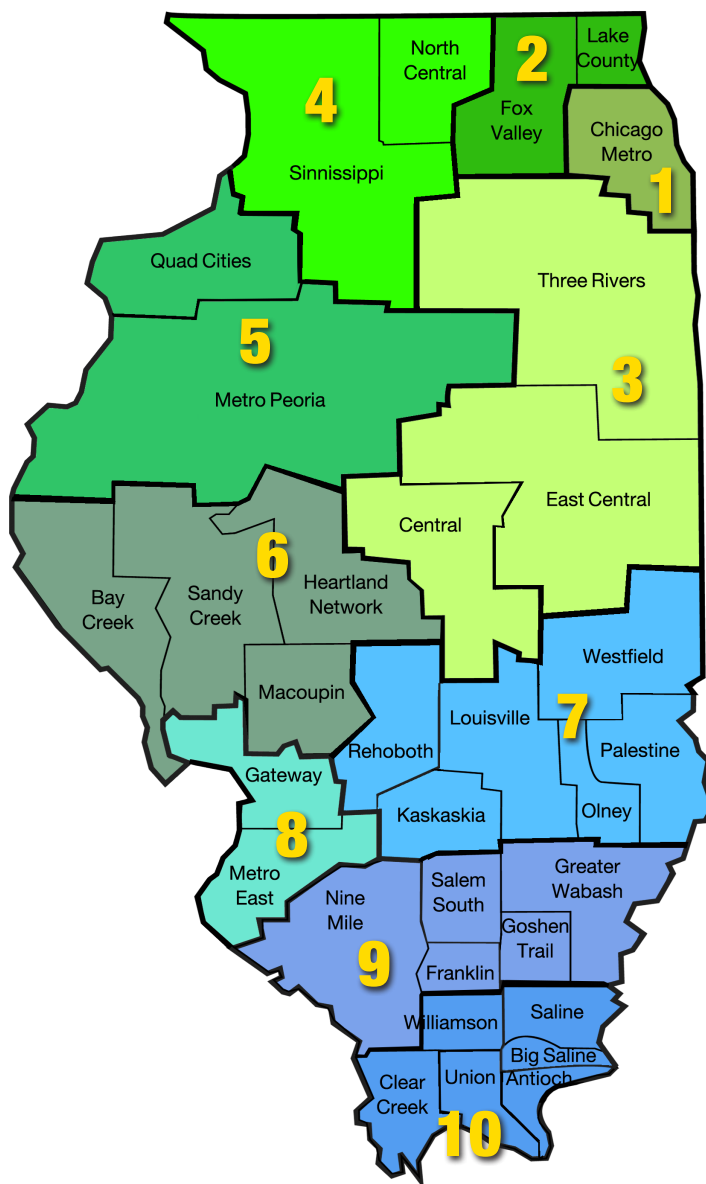 North
Central
4
Sinnissippi
2
Fox
Valley
Lake
County
Chicago
Metro
1
Quad Cities
5
Metro Peoria
Three Rivers
3
East Central
Central
6
Bay
Creek
Sandy
Creek
Heartland
Network
Macoupin
Westfield
7
Louisville
Rehoboth
Palestine
Kaskaskia
Olney
Gateway
8
Metro
East
Nine
Mile
9
Salem
South
Greater
Wabash
Goshen
Trail
Franklin
Williamson
Saline
Big Saline
Antioch
Union
Clear
Creek
10